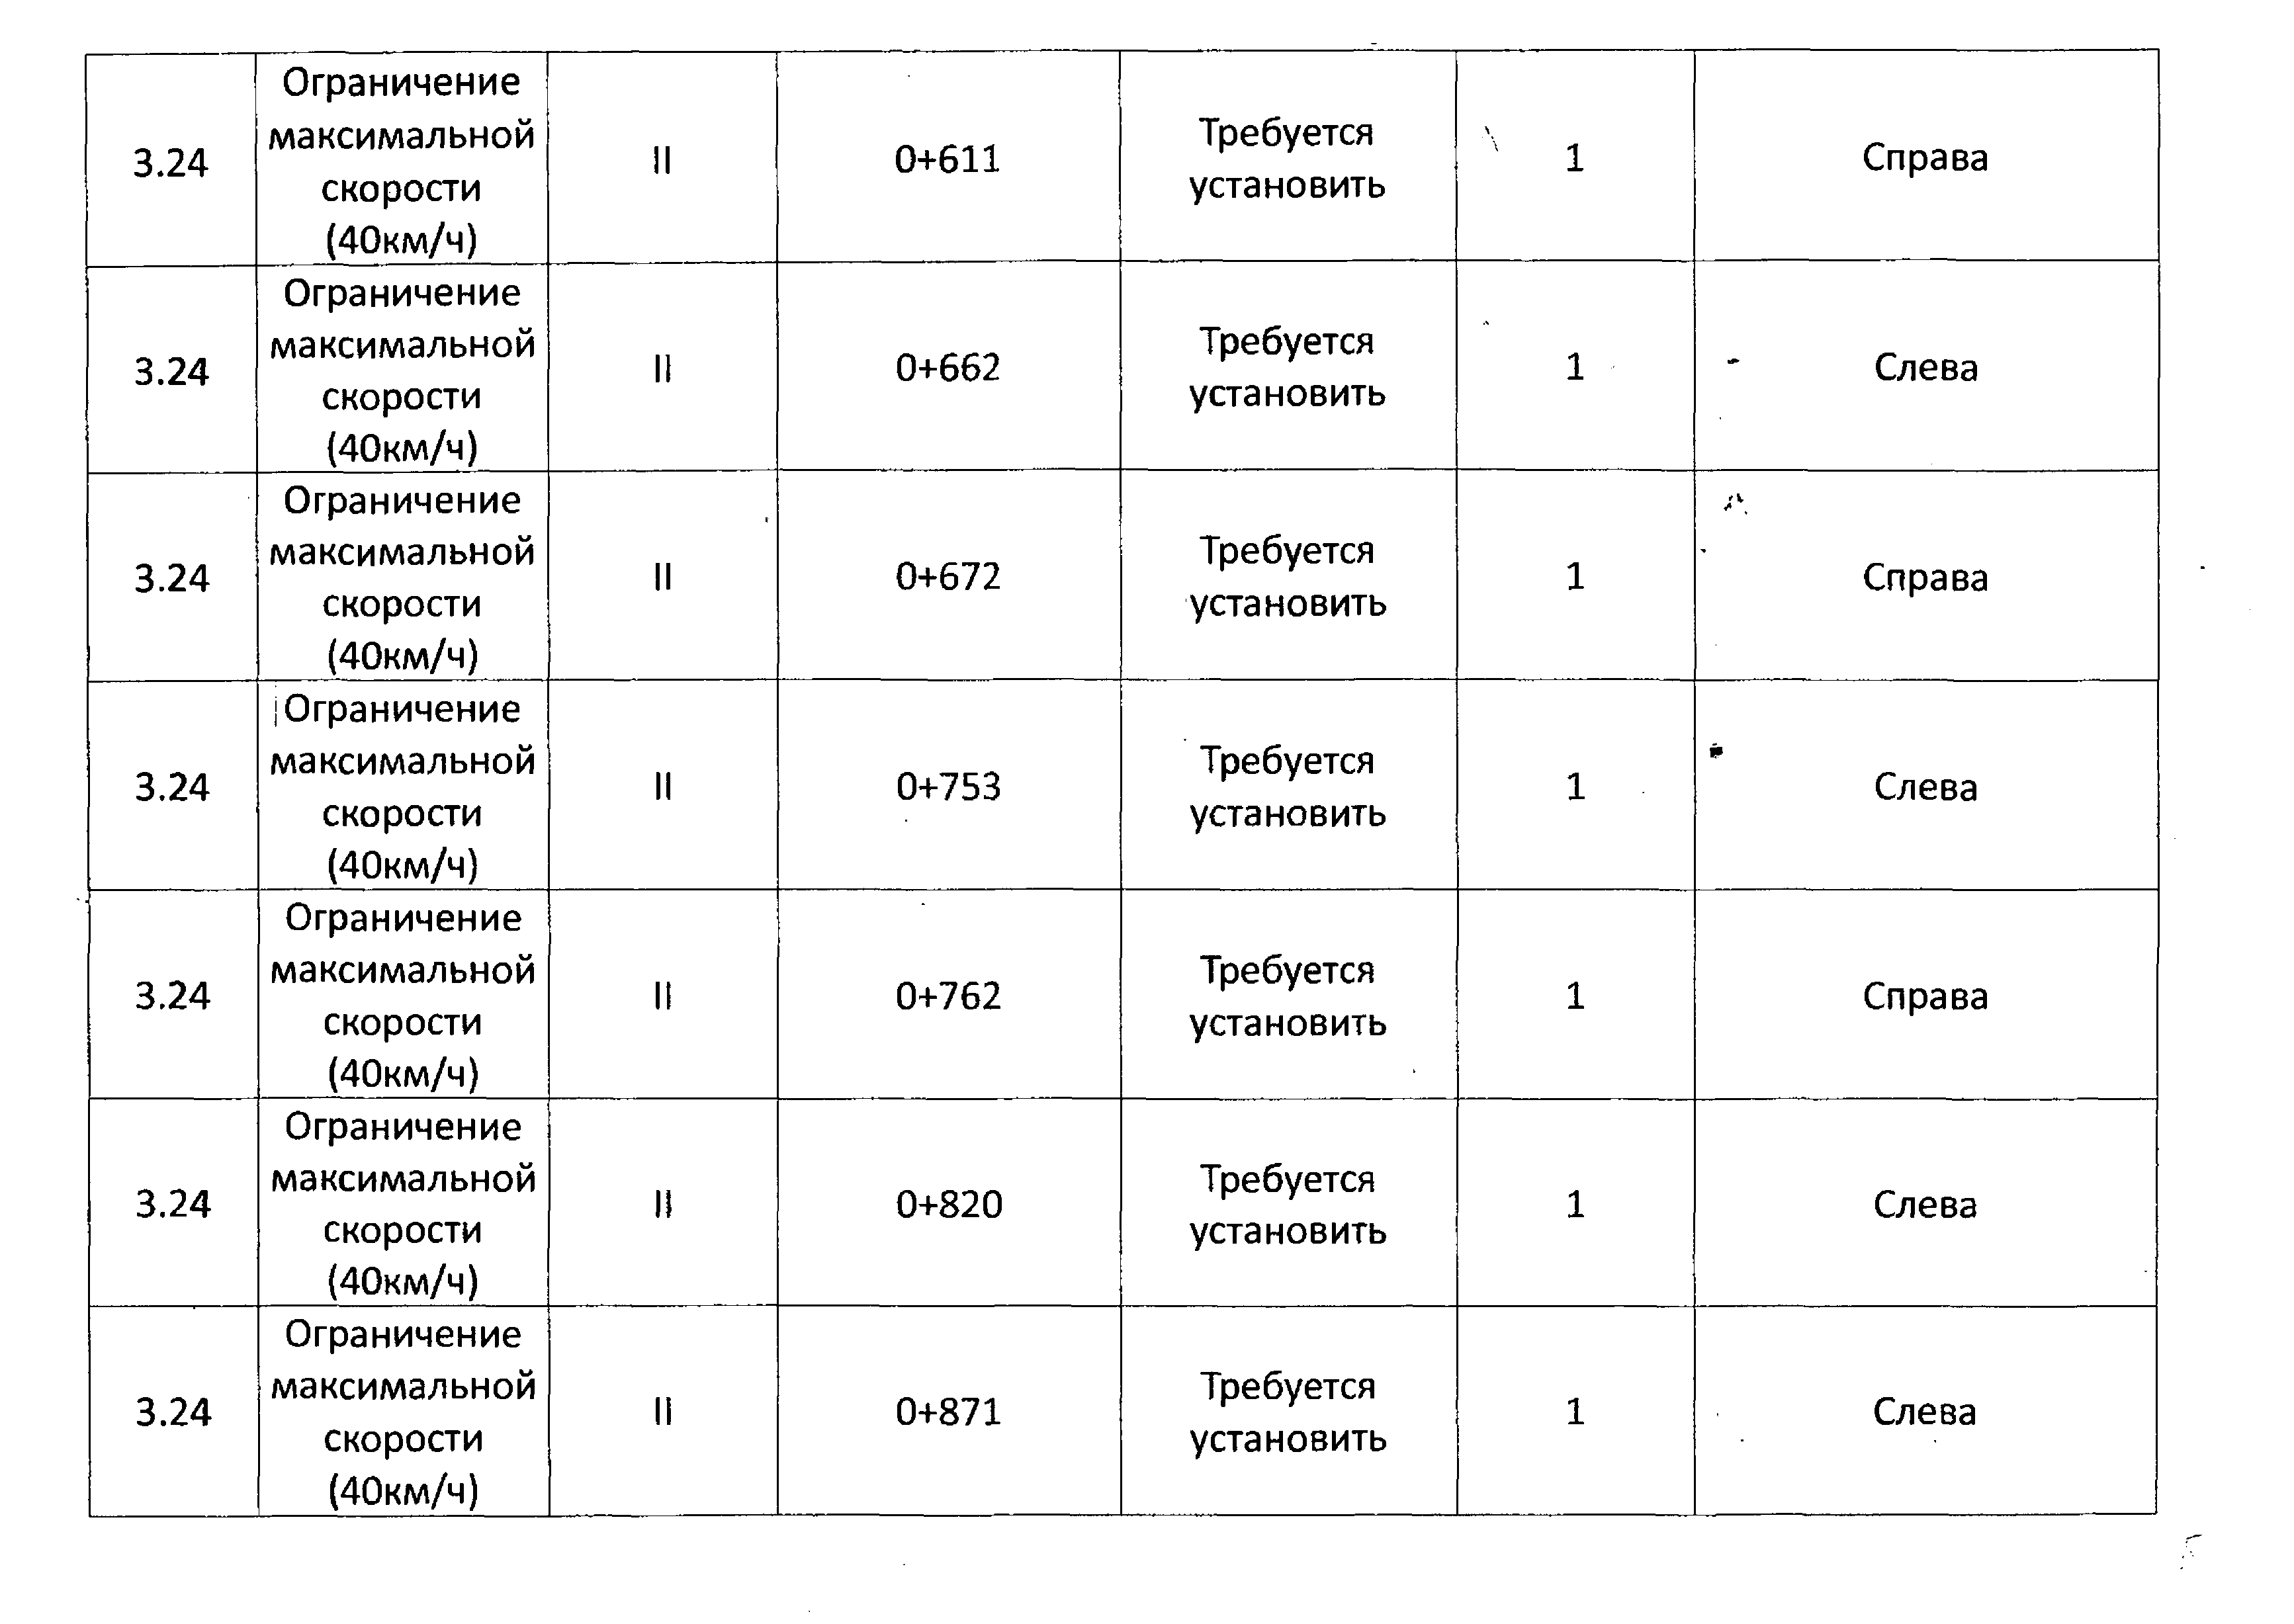 3.24
Ограничение
максимальной
скорости
(40км/ч)
II
0+611
Требуется
установить
1
Справа
3.24
Ограничение
максимальной
скорости
(40км/ч)
II
0+662
Требуется
установить
1
Слева
3.24
Ограничение
максимальной
скорости
(40км/ч)
II
0+672
Требуется
установить
1
Справа
3.24
Ограничение
максимальной
скорости
(40км/ч)
II
0+753
Требуется
установить
1
Слева
3.24
Ограничение
максимальной
скорости
(40км/ч)
II
0+762
Требуется
установить
1
Справа
3.24
Ограничение
максимальной
скорости
(40км/ч)
II
0+820
Требуется
установить
1
Слева
3.24
Ограничение
максимальной
скорости
(40км/ч)
II
0+871
Требуется
установить
1
Слева